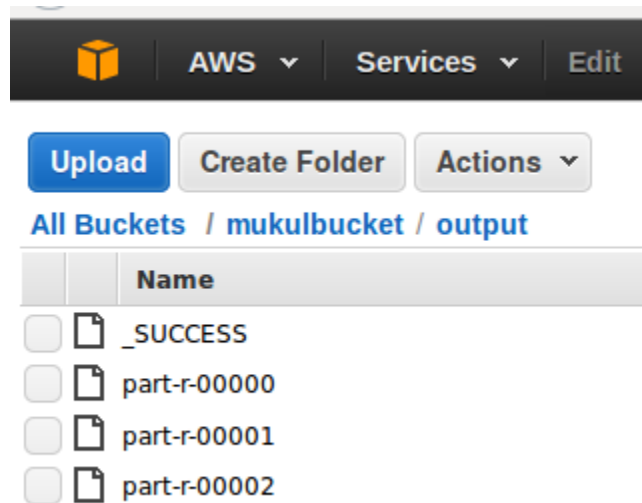 AWS Services Edit
Upload Create Folder Actions
All Buckets / mukulbucket / output
Name
_SUCCESS
part-r-00000
part-r-00001
part-r-00002